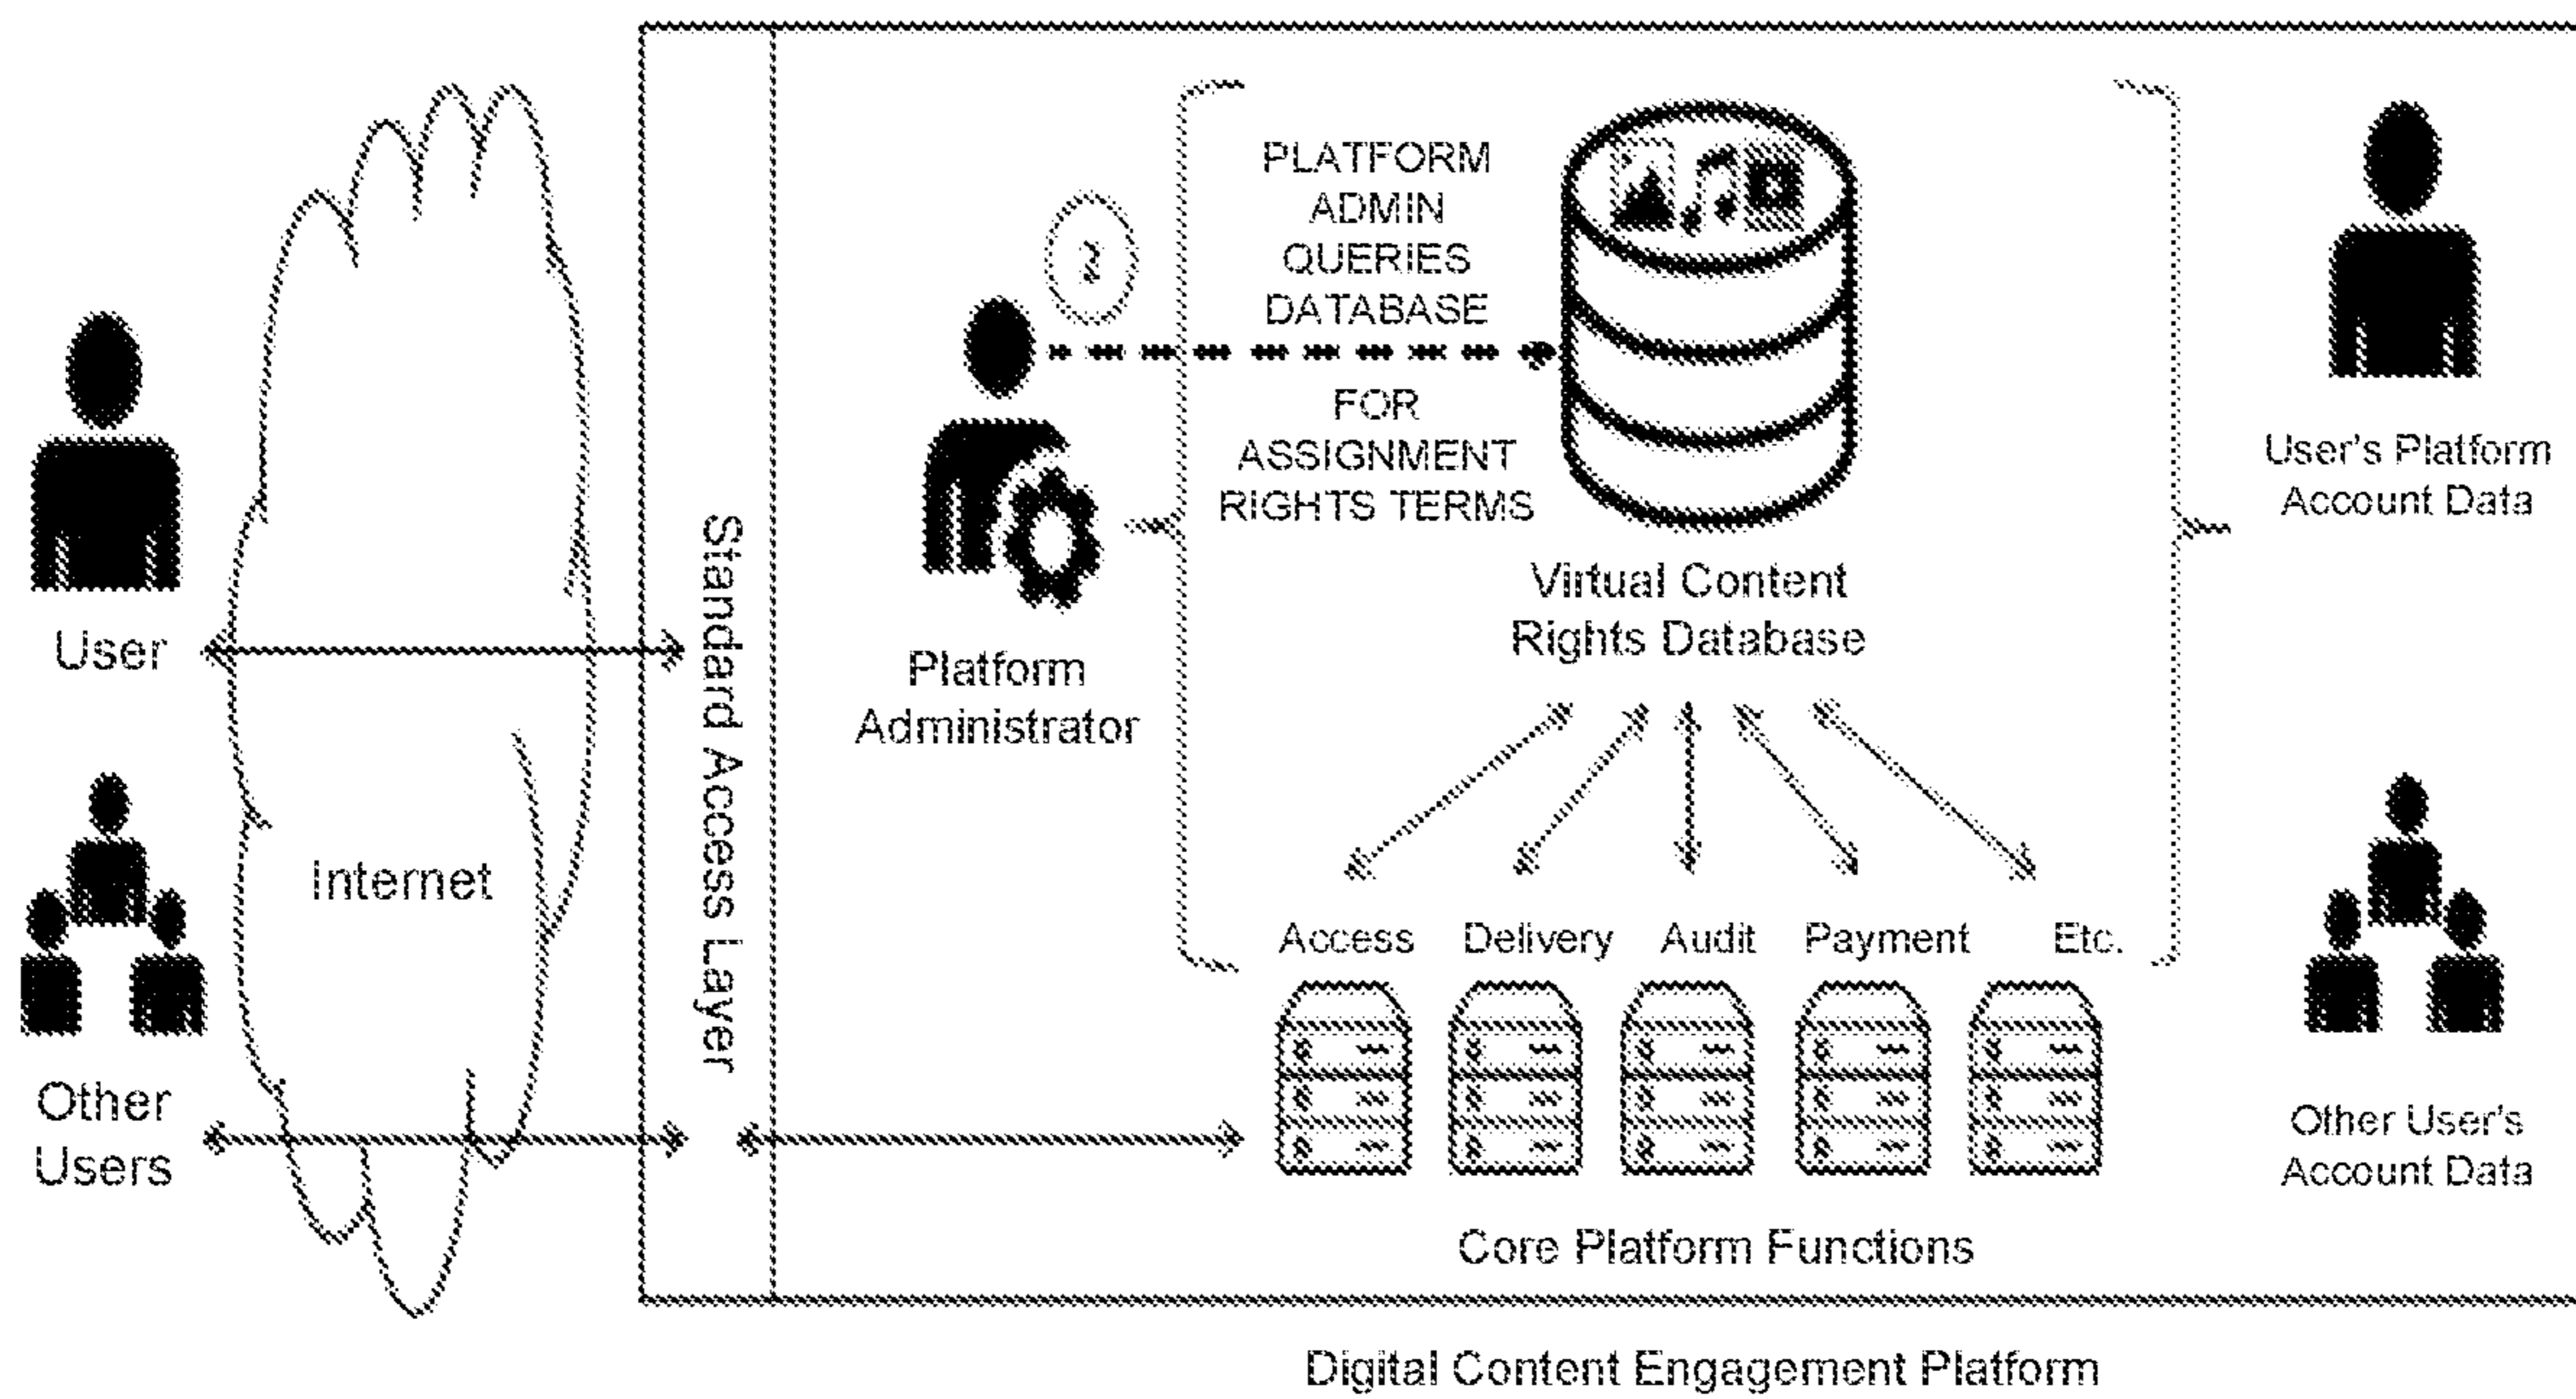 User
Other
Users
Internet
Standard Access Layer
2
Platform
Administrator
PLATFORM
ADMIN
QUERIES
DATABASE
FOR
ASSIGNMENT
RIGHTS TERMS
Virtual Content
Rights Database
Access Delivery Audit Payment Etc.
Core Platform Functions
User's Platform
Account Data
Other User's
Account Data
Digital Content Engagement Platform